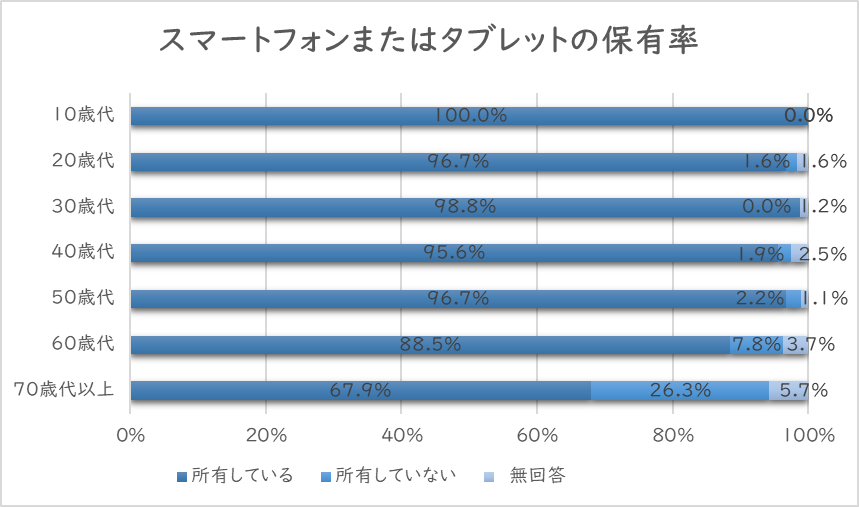 スマートフォンまたはタブレットの保有率
10歳代 100.0% 0.0%
20歳代 96.7% 1.6% 1.6%
30歳代 98.8% 0.0% 1.2%
40歳代 95.6% 1.9% 2.5%
50歳代 96.7% 2.2% 1.1%
60歳代 88.5% 7.8% 3.7%
70歳代以上 67.9% 26.3% 5.7%
0% 20% 40% 60% 80% 100%
所有している 所有していない 無回答